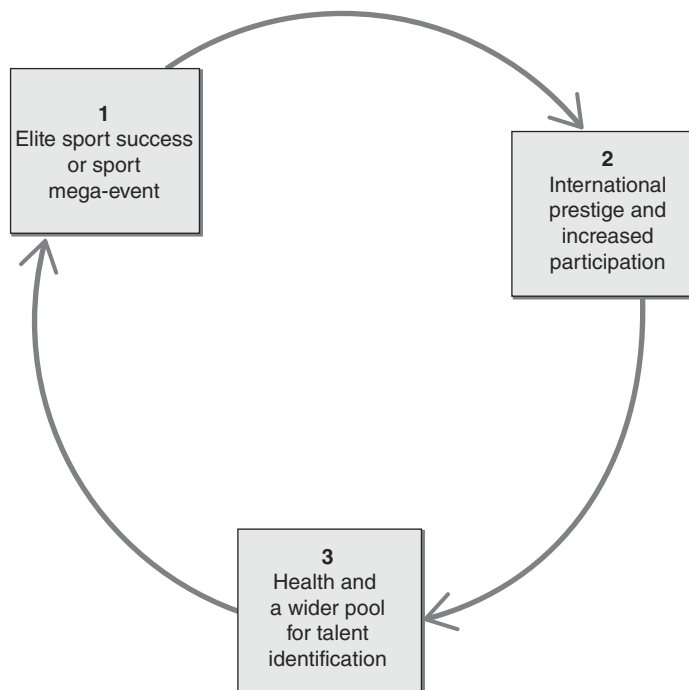 1
Elite sport success
or sport
mega-event
2
International
prestige and
increased
participation
3
Health and
a wider pool
for talent
identification